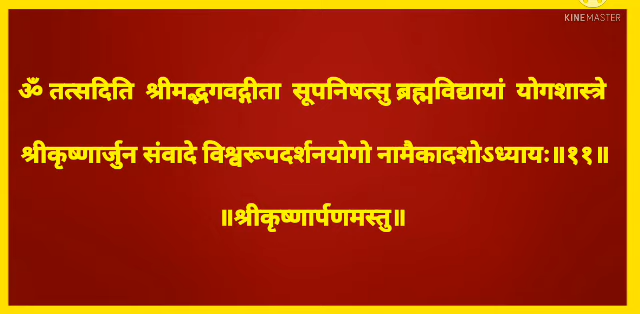 KINEMASTER
ॐ तत्सदिति श्रीमद्भगवद्गीता सूपनिषत्सु ब्रह्मविद्यायां योगशास्त्रे
श्रीकृष्णार्जुन संवादे विश्वरूपदर्शनयोगो नामैकादशोऽध्यायः॥११॥
॥श्रीकृष्णार्पणमस्तु॥